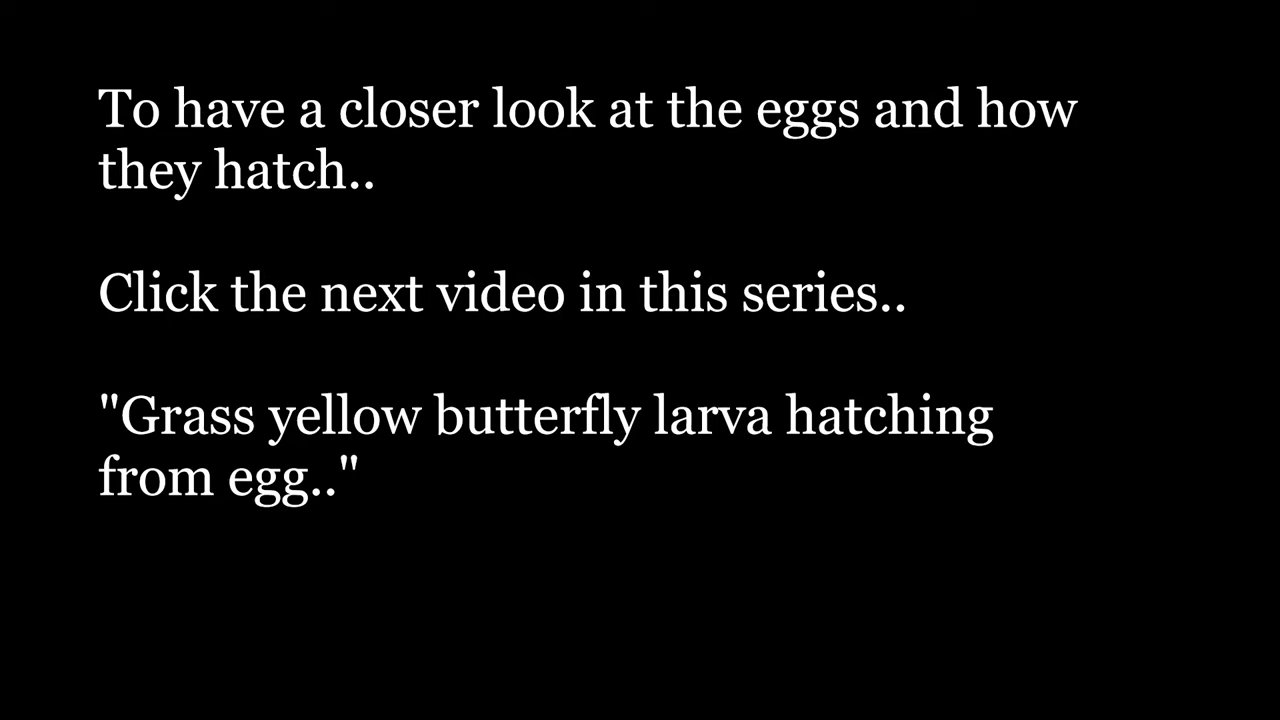 To have a closer look at the eggs and how
they hatch..
Click the next video in this series..
"Grass yellow butterfly larva hatching
from egg.."